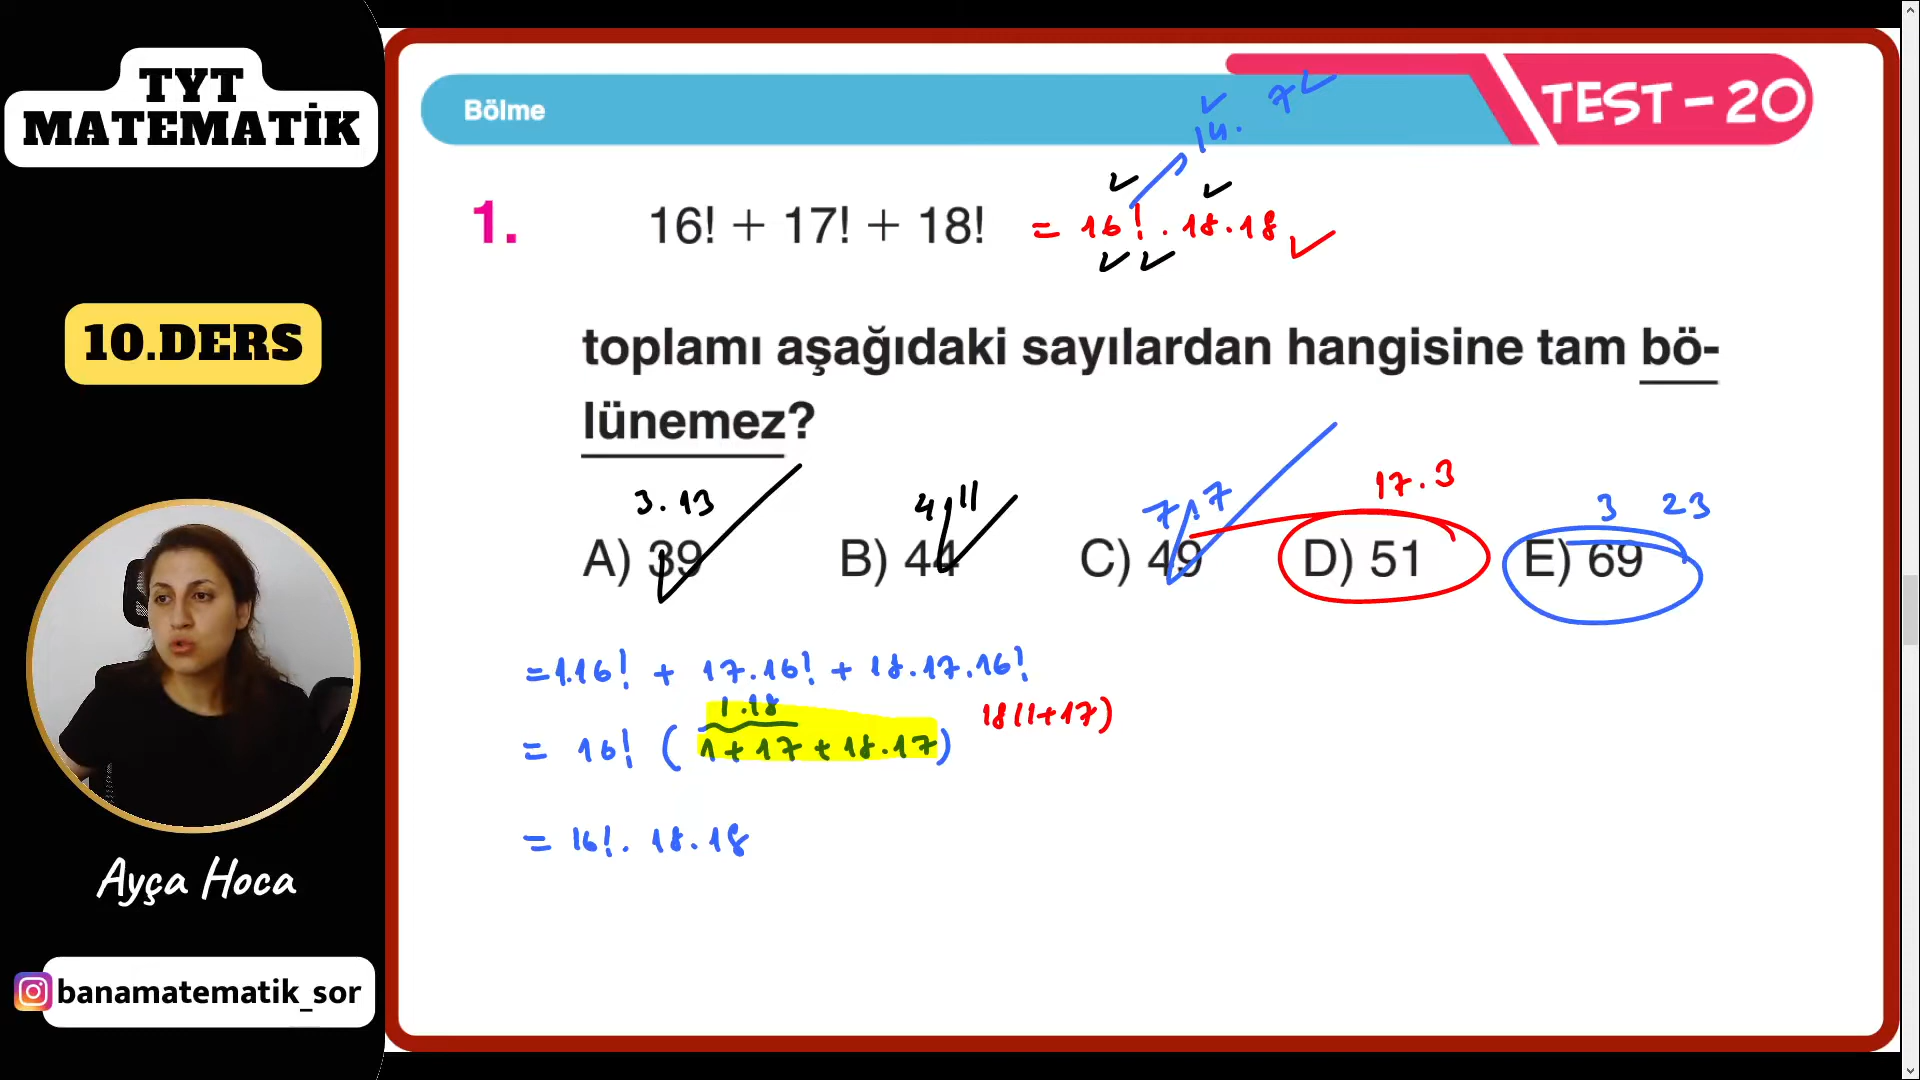 TYT
MATEMATİK
10.DERS
Ayça Hoca
banamatematik_sor
Bölme
TEST - 20
14. 7
1. 16! + 17! + 18! = 16! . 18.18
toplamı aşağıdaki sayılardan hangisine tam bö-
lünemez?
3.13 4.11 7.7 17.3 3 23
A) 39 B) 44 C) 49 D) 51 E) 69
=1.16! + 17.16! + 18.17.16!
1.18
= 16! (1+17+18.17) 18(1+17)
= 16!. 18.18